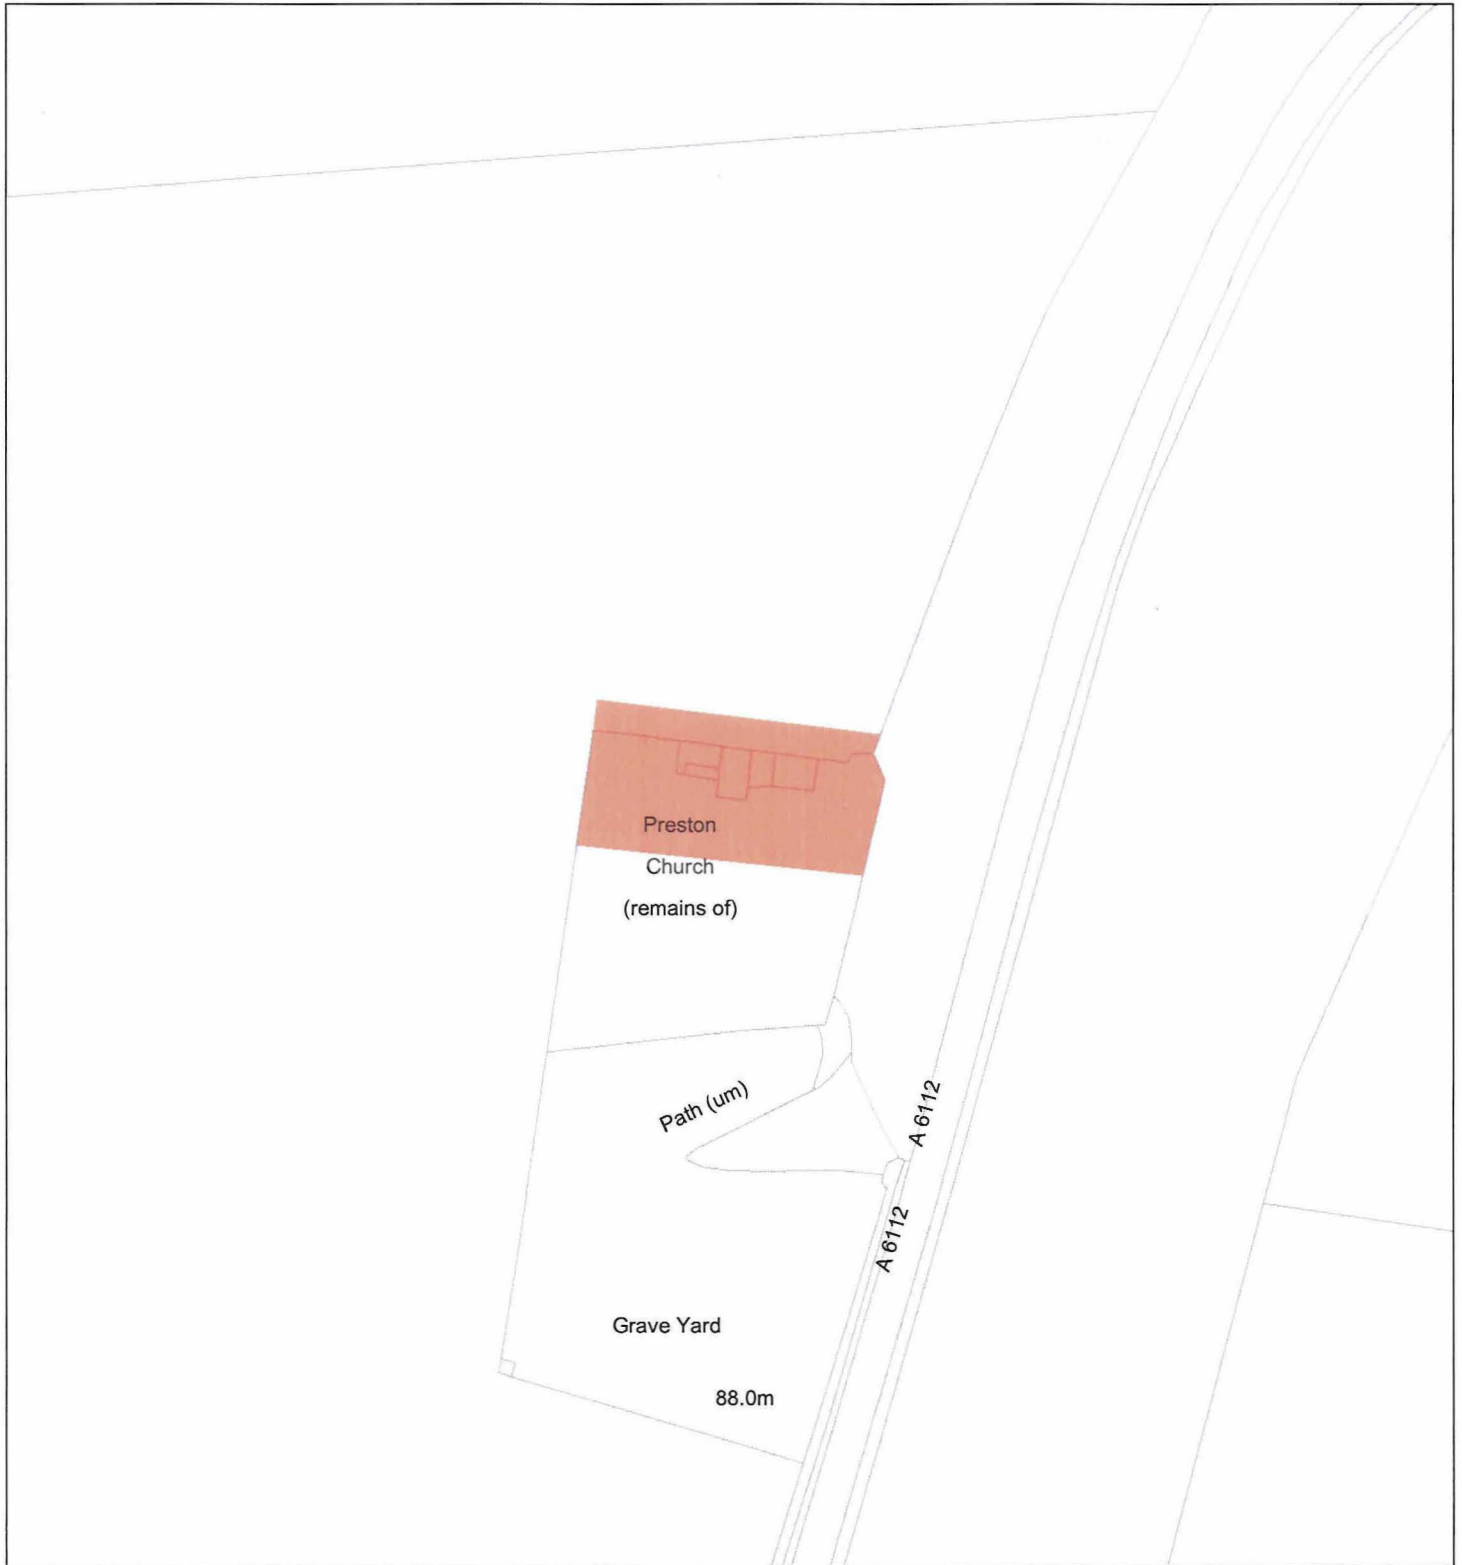 Preston
Church
(remains of)
Path (um)
A 6112
A 6112
Grave Yard
88.0m